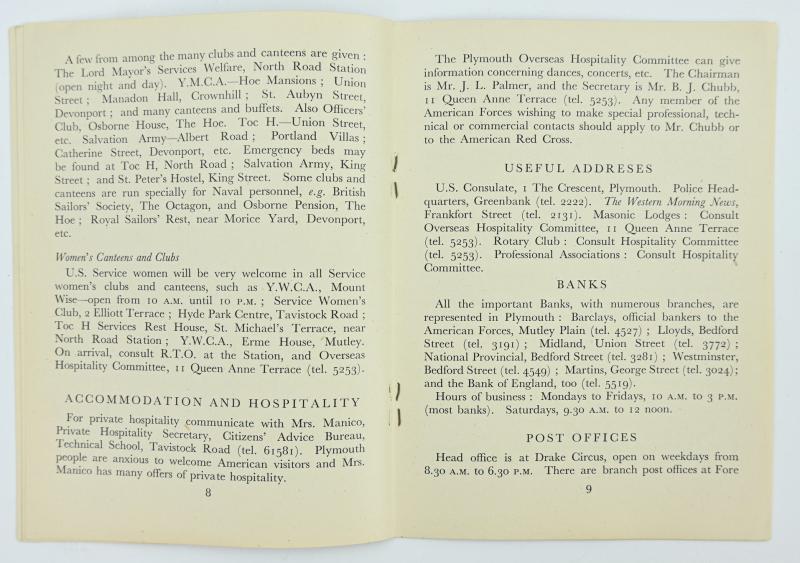 A few from among the many clubs and canteens are given :
The Lord Mayor's Services Welfare, North Road Station
(open night and day). Y.M.C.A.—Hoe Mansions ; Union
Street ; Manadon Hall, Crownhill ; St. Aubyn Street,
Devonport ; and many canteens and buffets. Also Officers'
Club, Osborne House, The Hoe. Toc H.—Union Street,
etc. Salvation Army—Albert Road ; Portland Villas ;
Catherine Street, Devonport, etc. Emergency beds may
be found at Toc H, North Road ; Salvation Army, King
Street ; and St. Peter's Hostel, King Street. Some clubs and
canteens are run specially for Naval personnel, e.g. British
Sailors' Society, The Octagon, and Osborne Pension, The
Hoe ; Royal Sailors' Rest, near Morice Yard, Devonport,
etc.
Women's Canteens and Clubs
U.S. Service women will be very welcome in all Service
women's clubs and canteens, such as Y.W.C.A., Mount
Wise—open from 10 A.M. until 10 P.M. ; Service Women's
Club, 2 Elliott Terrace ; Hyde Park Centre, Tavistock Road ;
Toc H Services Rest House, St. Michael's Terrace, near
North Road Station ; Y.W.C.A., Erme House, Mutley.
On arrival, consult R.T.O. at the Station, and Overseas
Hospitality Committee, 11 Queen Anne Terrace (tel. 5253).
ACCOMMODATION AND HOSPITALITY
For private hospitality communicate with Mrs. Manico,
Private Hospitality Secretary, Citizens' Advice Bureau,
Technical School, Tavistock Road (tel. 61581). Plymouth
people are anxious to welcome American visitors and Mrs.
Manico has many offers of private hospitality.
8
The Plymouth Overseas Hospitality Committee can give
information concerning dances, concerts, etc. The Chairman
is Mr. J. L. Palmer, and the Secretary is Mr. B. J. Chubb,
11 Queen Anne Terrace (tel. 5253). Any member of the
American Forces wishing to make special professional, tech-
nical or commercial contacts should apply to Mr. Chubb or
to the American Red Cross.
USEFUL ADDRESES
U.S. Consulate, 1 The Crescent, Plymouth. Police Head-
quarters, Greenbank (tel. 2222). The Western Morning News,
Frankfort Street (tel. 2131). Masonic Lodges : Consult
Overseas Hospitality Committee, 11 Queen Anne Terrace
(tel. 5253). Rotary Club : Consult Hospitality Committee
(tel. 5253). Professional Associations : Consult Hospitality
Committee.
BANKS
All the important Banks, with numerous branches, are
represented in Plymouth : Barclays, official bankers to the
American Forces, Mutley Plain (tel. 4527) ; Lloyds, Bedford
Street (tel. 3191) ; Midland, Union Street (tel. 3772) ;
National Provincial, Bedford Street (tel. 3281) ; Westminster,
Bedford Street (tel. 4549) ; Martins, George Street (tel. 3024) ;
and the Bank of England, too (tel. 5519).
Hours of business : Mondays to Fridays, 10 A.M. to 3 P.M.
(most banks). Saturdays, 9.30 A.M. to 12 noon.
POST OFFICES
Head office is at Drake Circus, open on weekdays from
8.30 A.M. to 6.30 P.M. There are branch post offices at Fore
9